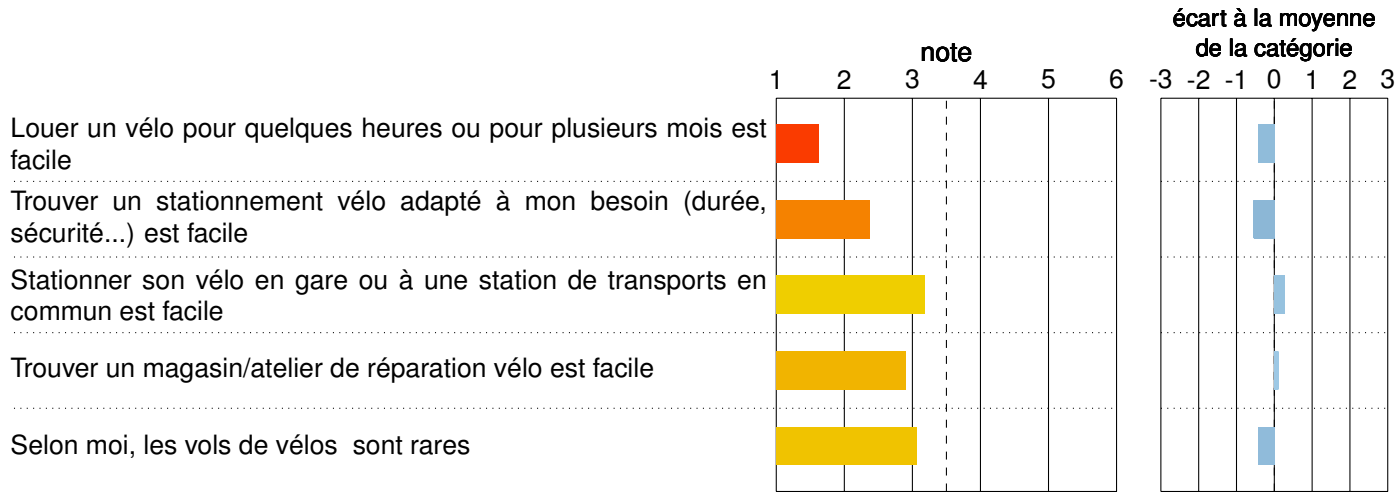 écart à la moyenne
note de la catégorie
1 2 3 4 5 6 -3 -2 -1 0 1 2 3
Louer un vélo pour quelques heures ou pour plusieurs mois est
facile
Trouver un stationnement vélo adapté à mon besoin (durée,
sécurité...) est facile
Stationner son vélo en gare ou à une station de transports en
commun est facile
Trouver un magasin/atelier de réparation vélo est facile
Selon moi, les vols de vélos sont rares